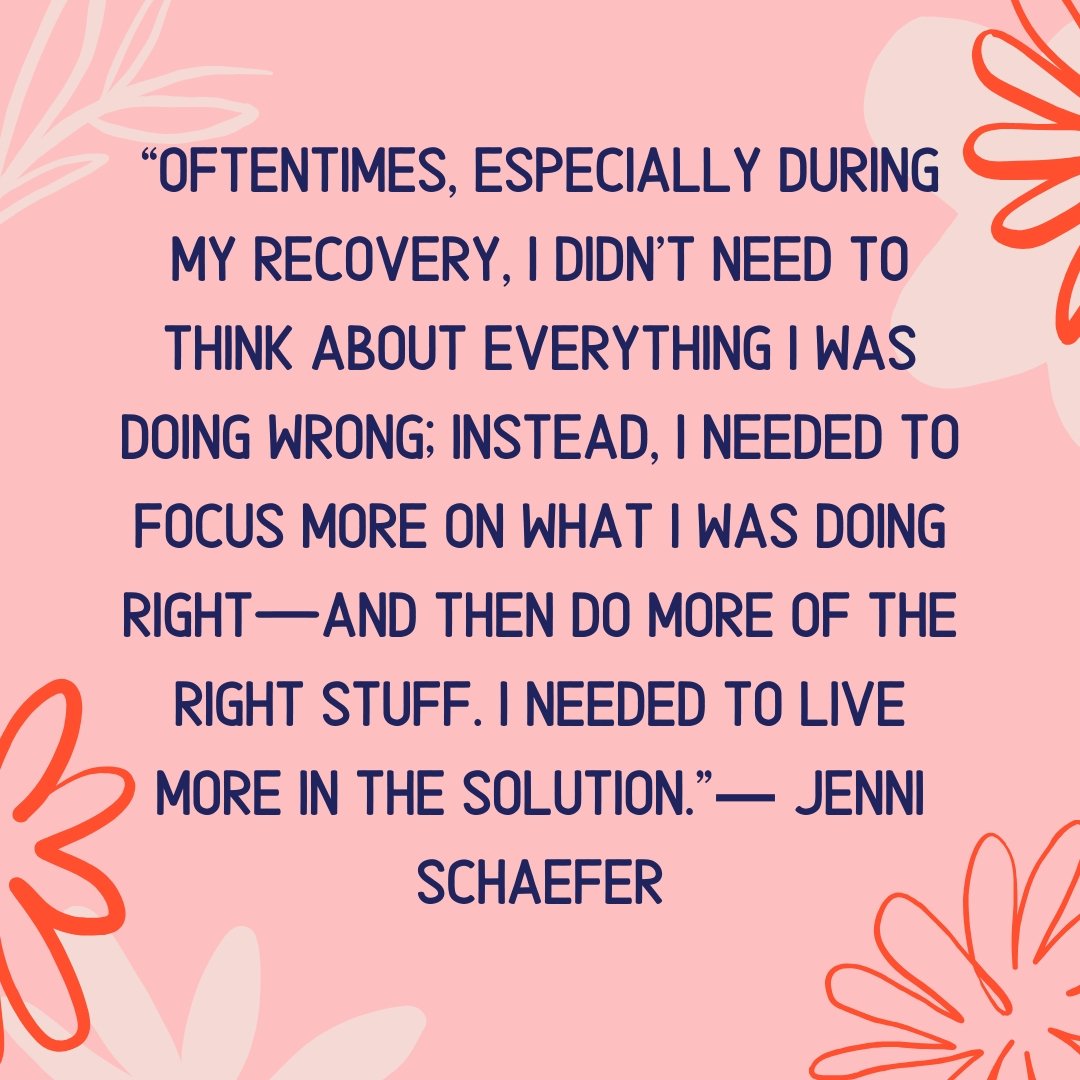 “OFTENTIMES, ESPECIALLY DURING
MY RECOVERY, I DIDN’T NEED TO
THINK ABOUT EVERYTHING I WAS
DOING WRONG; INSTEAD, I NEEDED TO
FOCUS MORE ON WHAT I WAS DOING
RIGHT—AND THEN DO MORE OF THE
RIGHT STUFF. I NEEDED TO LIVE
MORE IN THE SOLUTION.”— JENNI
SCHAEFER